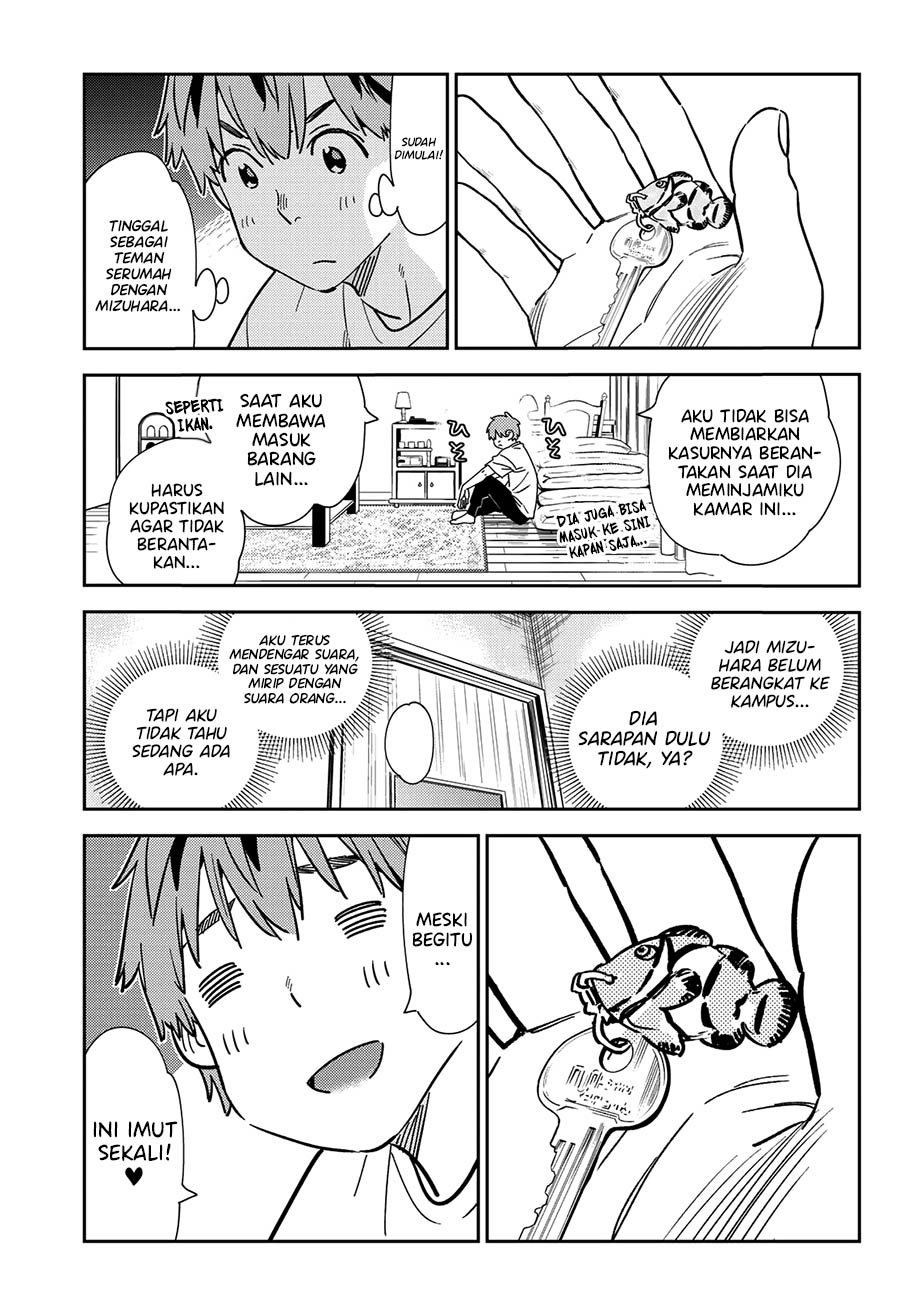 SUDAH
DIMULAI!
TINGGAL
SEBAGAI
TEMAN
SERUMAH
DENGAN
MIZUHARA...
AKU TIDAK BISA
MEMBIARKAN
KASURNYA BERAN-
TAKAN SAAT DIA
MEMINJAMIKU
KAMAR INI...
DIA JUGA BISA
MASUK KE SINI
KAPAN SAJA...
ひそ
ひそ
SAAT AKU
MEMBAWA
MASUK
BARANG
LAIN...
SEPERTI
IKAN.
HARUS
KUPASTIKAN
AGAR TIDAK
BERANTA-
KAN...
JADI MIZU-
HARA BELUM
BERANGKAT KE
KAMPUS...
DIA
SARAPAN DULU
TIDAK, YA?
AKU TERUS
MENDENGAR SUARA,
DAN SESUATU YANG
MIRIP DENGAN
SUARA ORANG...
TAPI AKU
TIDAK TAHU
SEDANG ADA
APA.
MESKI
BEGITU
...
INI IMUT
SEKALI!
♥